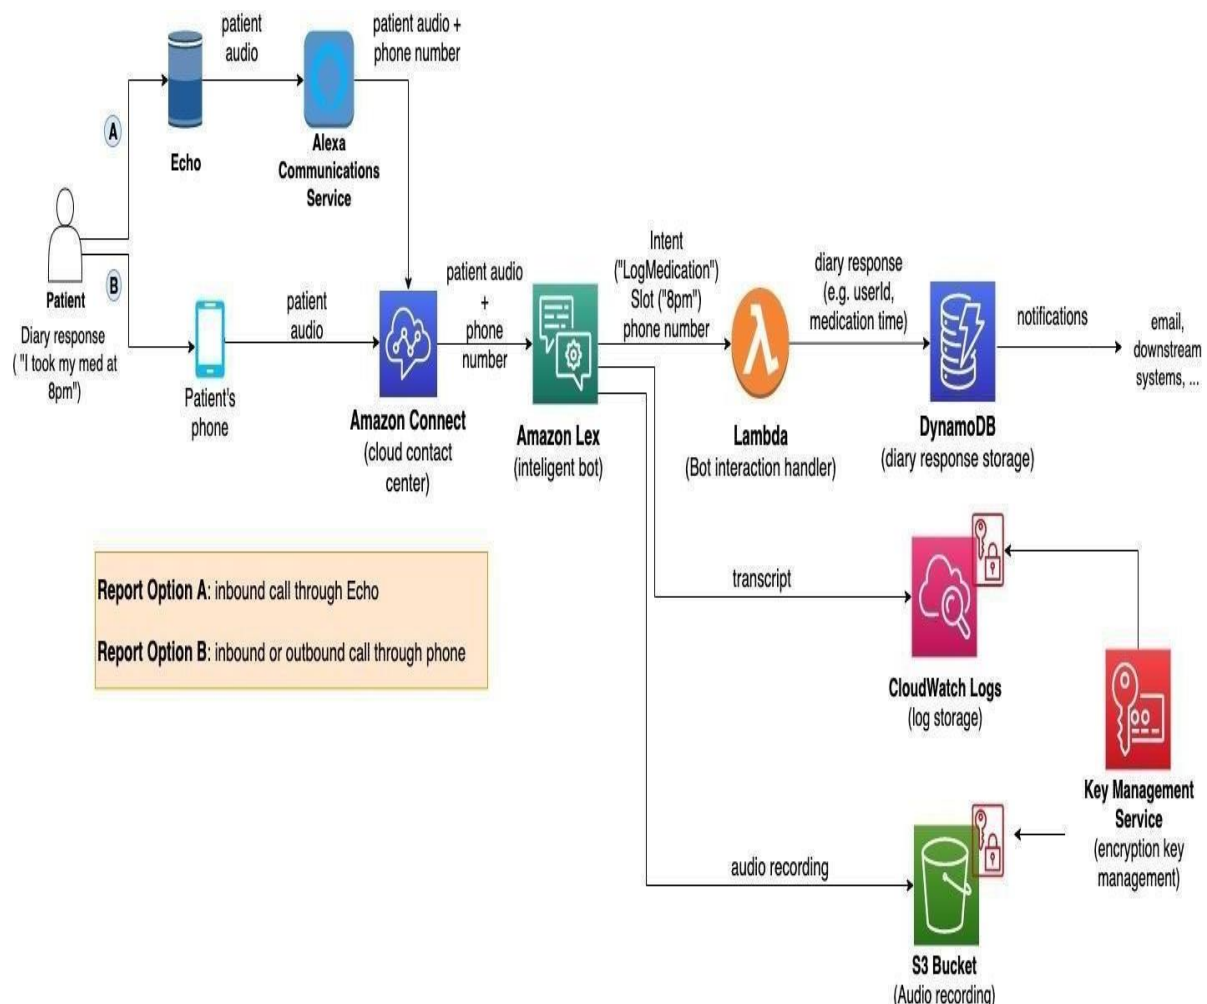 patient
audio
patient audio +
phone number
A
Echo
Alexa
Communications
Service
B
Patient
Diary response
( "I took my med at
8pm")
patient
audio
Patient's
phone
patient audio
+
phone
number
Amazon Connect
(cloud contact
center)
Intent
("LogMedication")
Slot ("8pm")
phone number
Amazon Lex
(inteligent bot)
diary response
(e.g. userId,
medication time)
Lambda
(Bot interaction handler)
notifications
DynamoDB
(diary response storage)
email,
downstream
systems, ...
Report Option A: inbound call through Echo
Report Option B: inbound or outbound call through phone
transcript
CloudWatch Logs
(log storage)
Key Management
Service
(encryption key
management)
audio recording
S3 Bucket
(Audio recording)